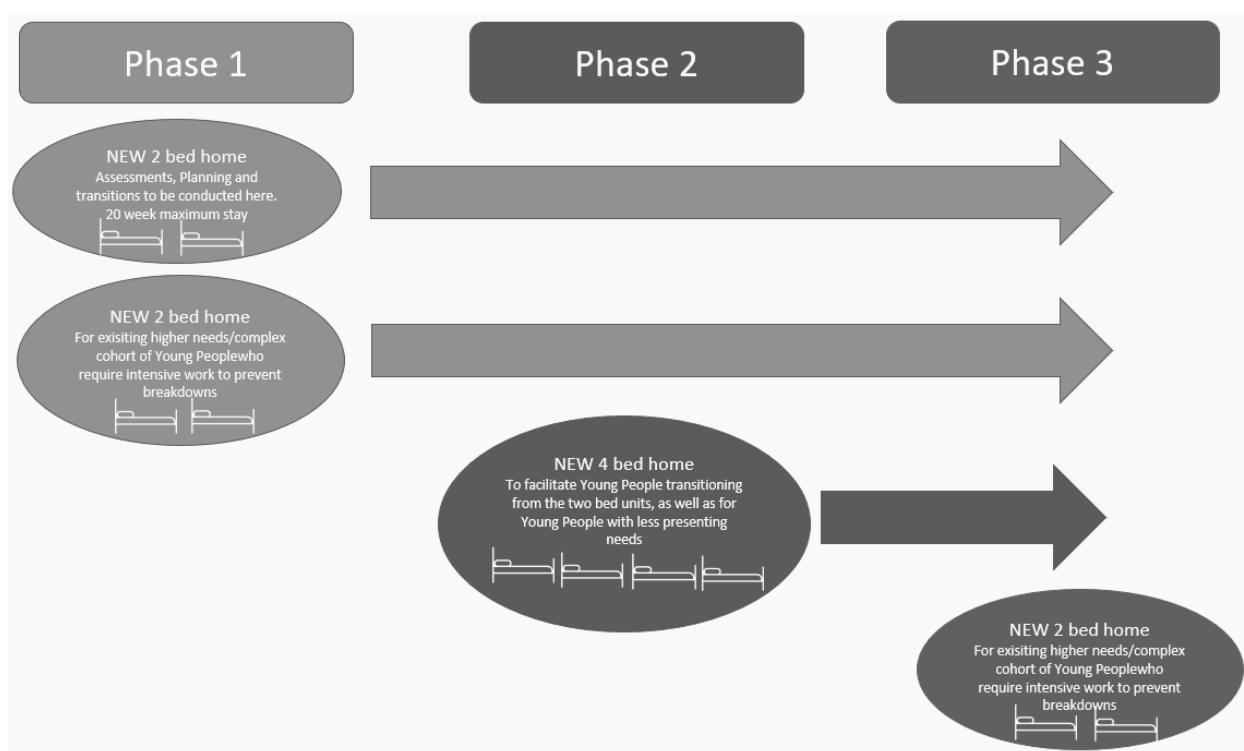 Phase 1
Phase 2
Phase 3
NEW 2 bed home
Assessments, Planning and
transitions to be conducted here.
20 week maximum stay
NEW 2 bed home
For exisiting higher needs/complex
cohort of Young Peoplewho
require intensive work to prevent
breakdowns
NEW 4 bed home
To facilitate Young People transitioning
from the two bed units, as well as for
Young People with less presenting
needs
NEW 2 bed home
For exisiting higher needs/complex
cohort of Young Peoplewho
require intensive work to prevent
breakdowns